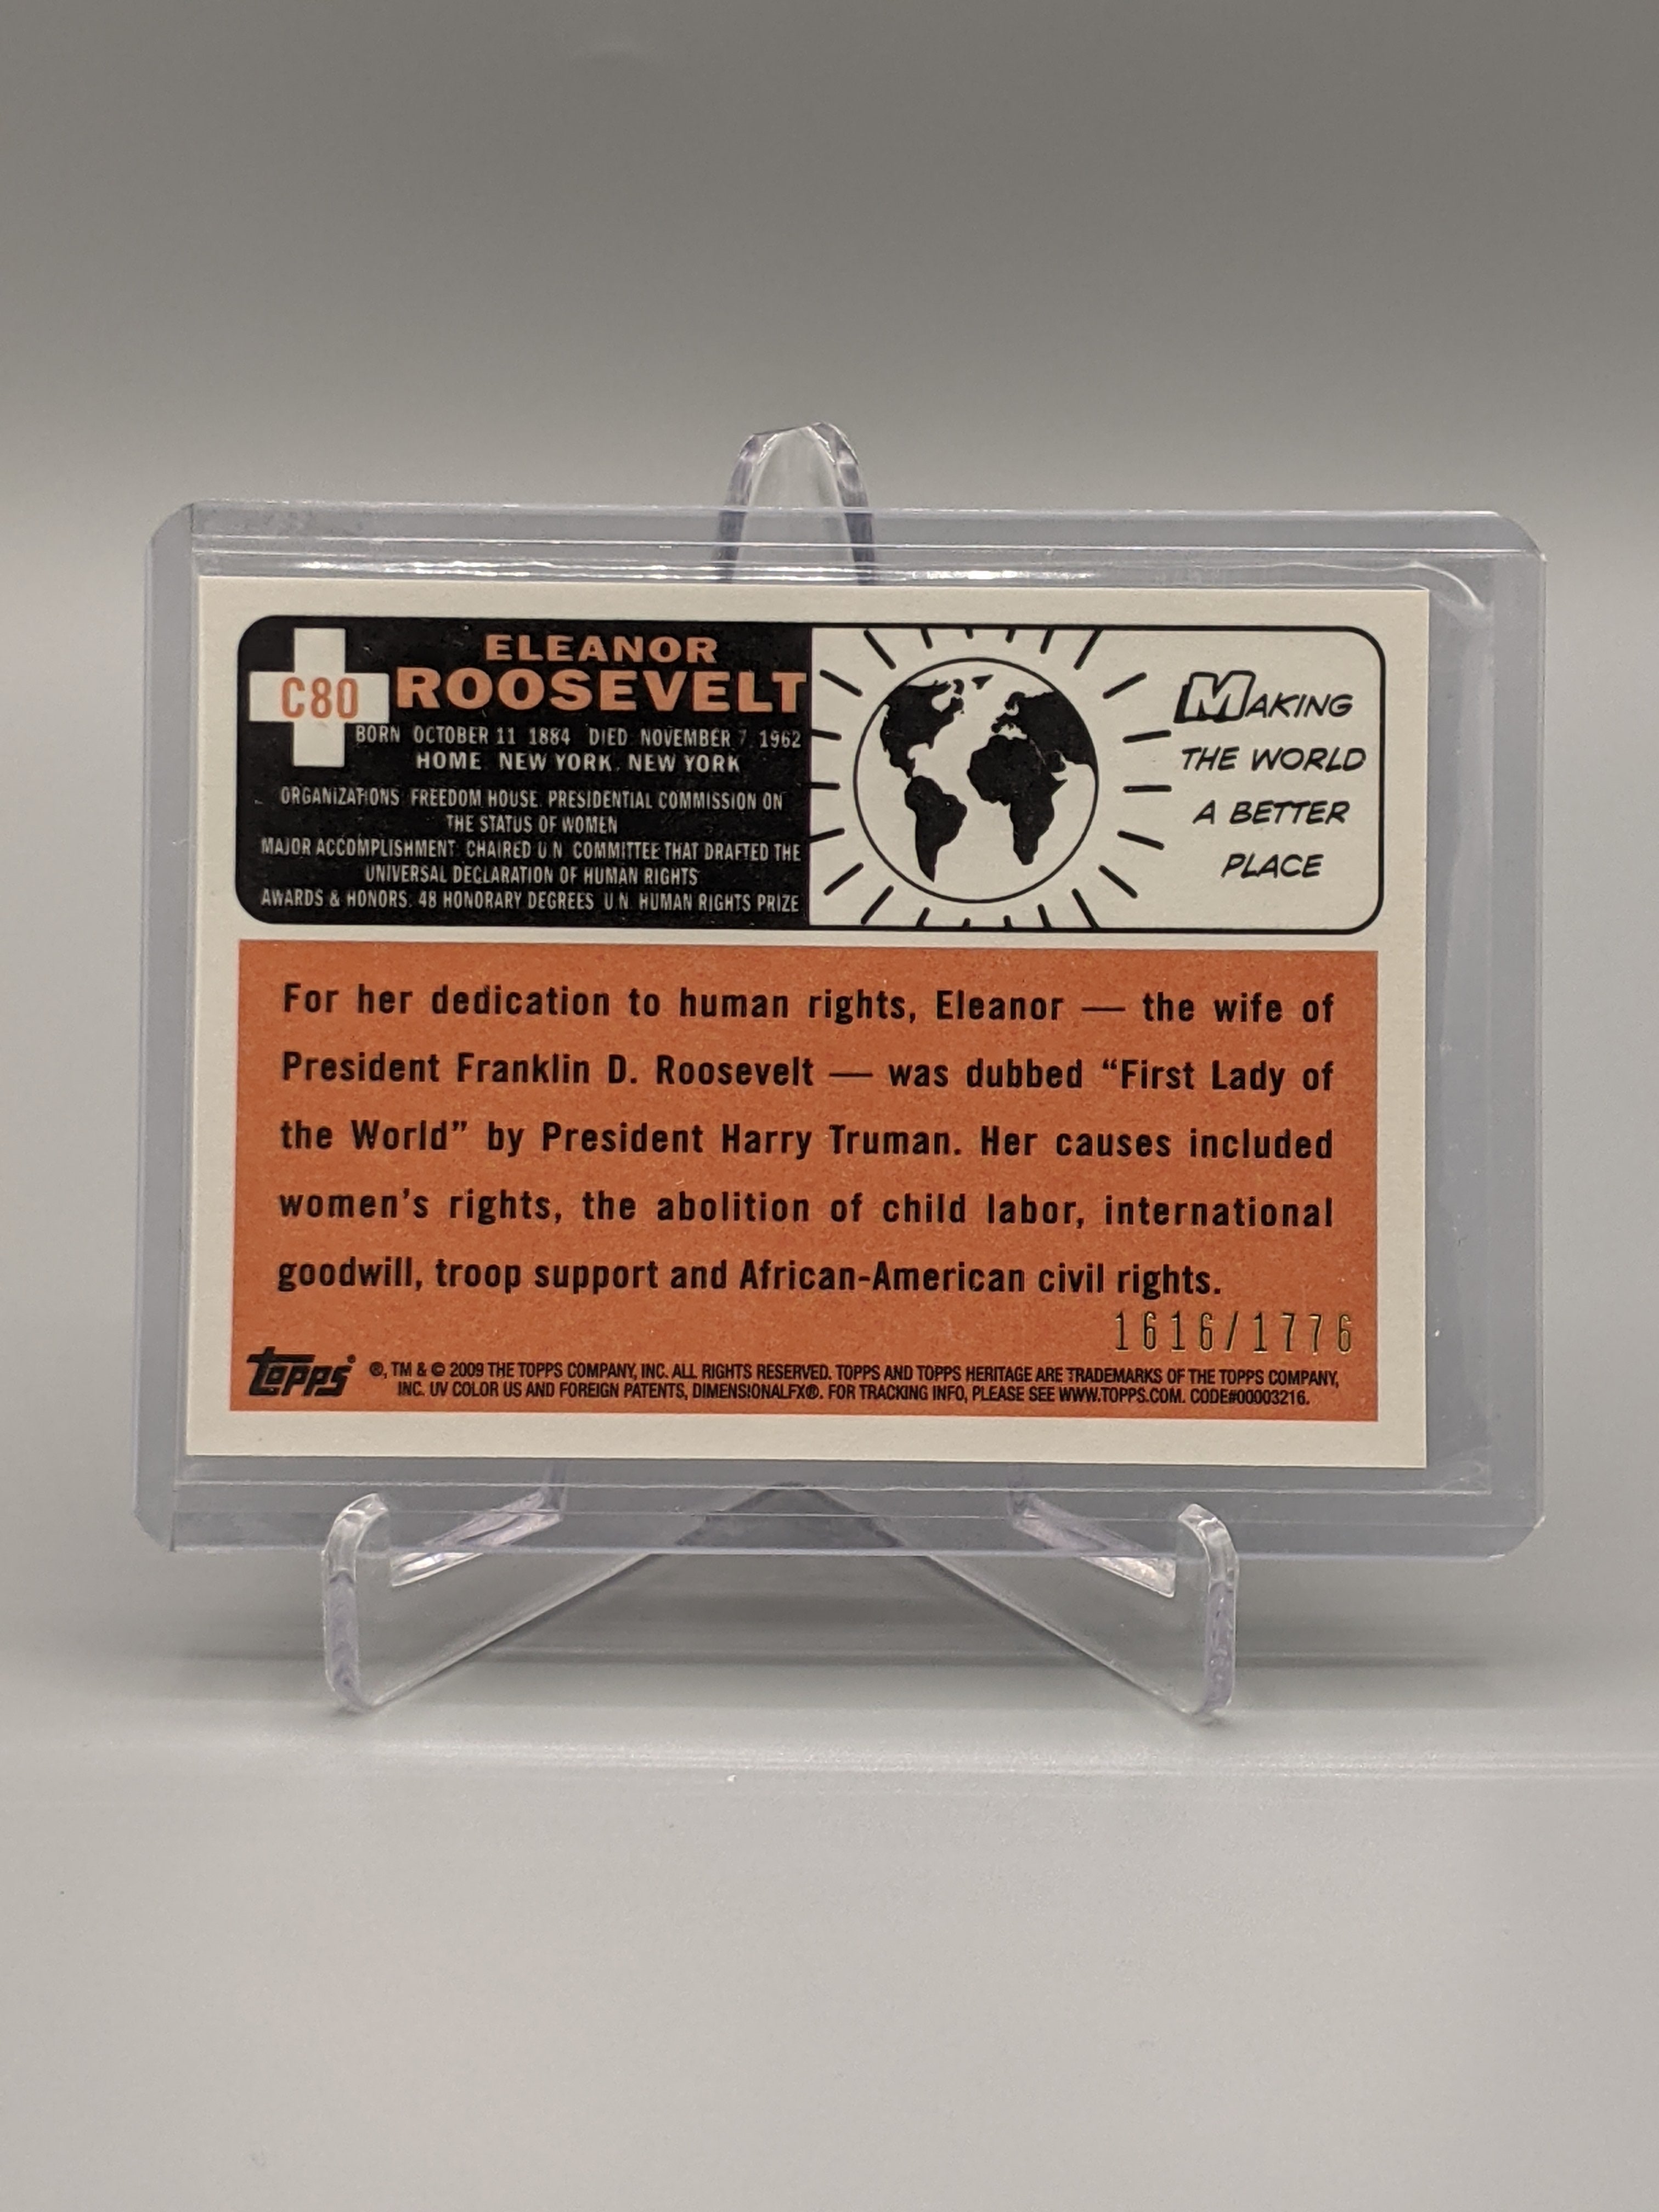 C80
ELEANOR
ROOSEVELT
BORN OCTOBER 11 1884 DIED NOVEMBER 7 1962
HOME NEW YORK, NEW YORK
ORGANIZATIONS FREEDOM HOUSE PRESIDENTIAL COMMISSION ON
THE STATUS OF WOMEN
MAJOR ACCOMPLISHMENT CHAIRED U N COMMITTEE THAT DRAFTED THE
UNIVERSAL DECLARATION OF HUMAN RIGHTS
AWARDS & HONORS. 48 HONORARY DEGREES U N HUMAN RIGHTS PRIZE
MAKING
THE WORLD
A BETTER
PLACE
For her dedication to human rights, Eleanor — the wife of
President Franklin D. Roosevelt — was dubbed “First Lady of
the World” by President Harry Truman. Her causes included
women’s rights, the abolition of child labor, international
goodwill, troop support and African-American civil rights.
1616/1776
topps
®, TM & © 2009 THE TOPPS COMPANY, INC. ALL RIGHTS RESERVED. TOPPS AND TOPPS HERITAGE ARE TRADEMARKS OF THE TOPPS COMPANY,
INC. UV COLOR US AND FOREIGN PATENTS, DIMENSIONALFX®. FOR TRACKING INFO, PLEASE SEE WWW.TOPPS.COM. CODE#00003216.